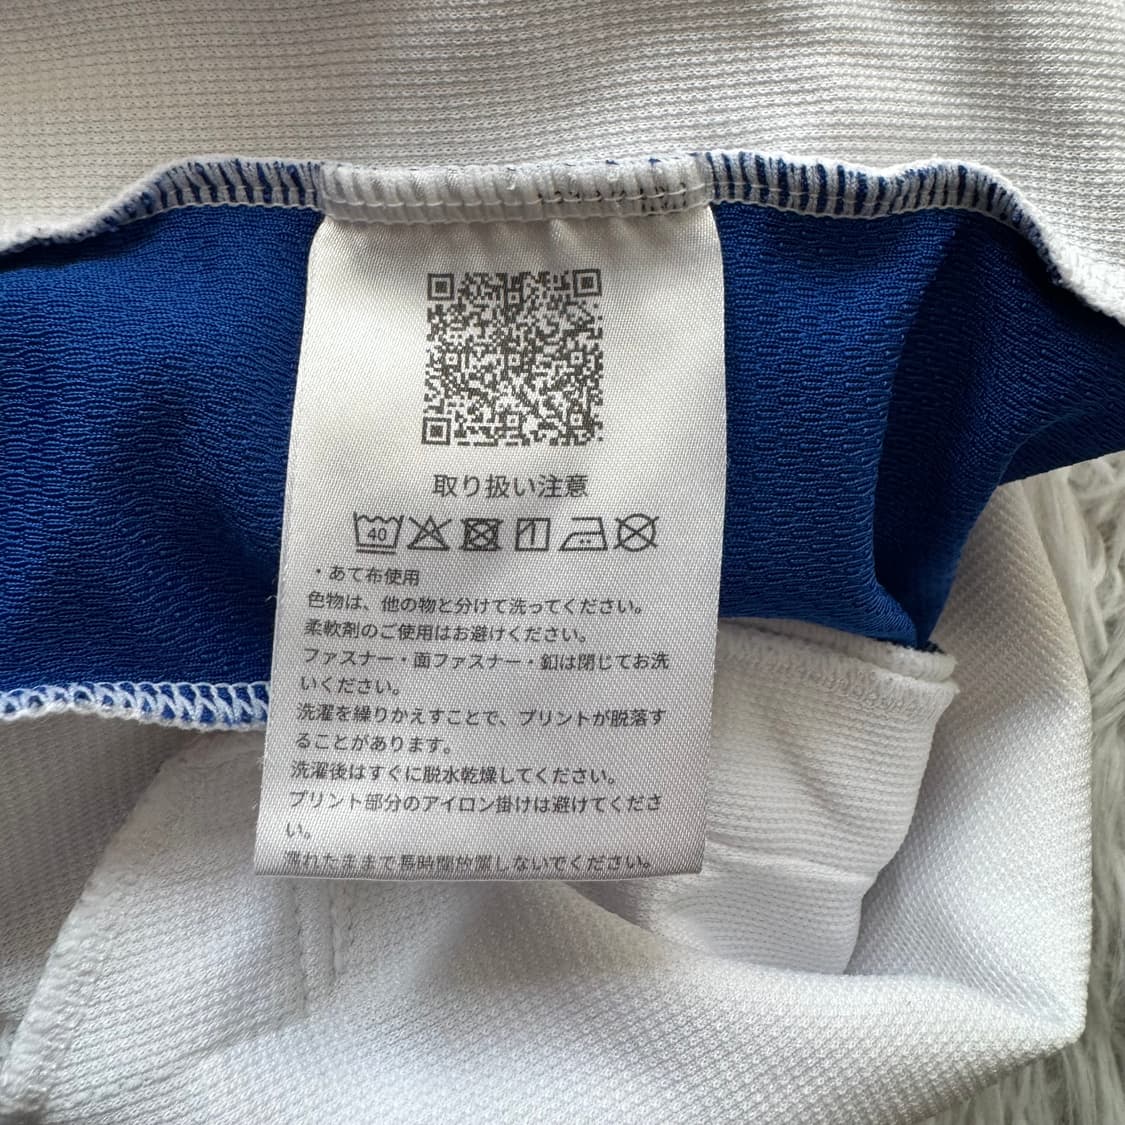 取り扱い注意
40
・あて布使用
色物は、他の物と分けて洗ってください。
柔軟剤のご使用はお避けください。
ファスナー・面ファスナー・釦は閉じてお洗
いください。
洗濯を繰りかえすことで、プリントが脱落す
ることがあります。
洗濯後はすぐに脱水乾燥してください。
プリント部分のアイロン掛けは避けてくださ
い。
濡れたままで長時間放置しないでください。